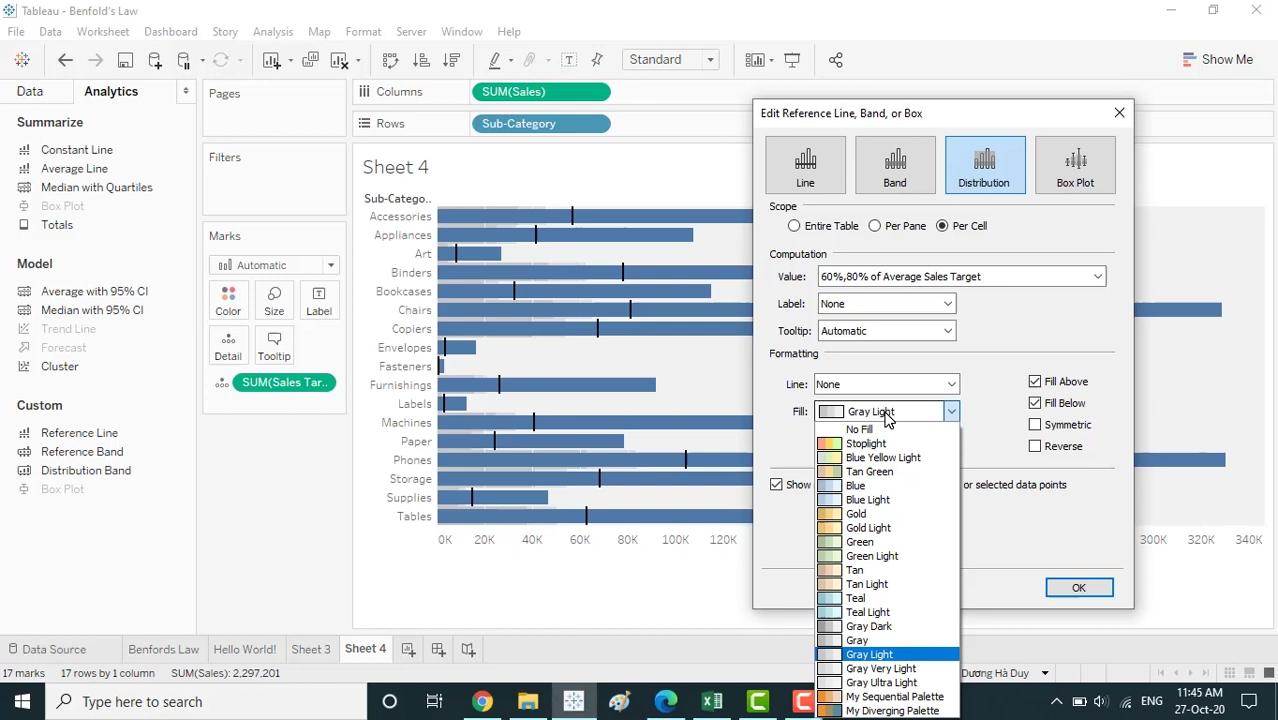 Tableau - Benfold's Law
File Data Worksheet Dashboard Story Analysis Map Format Server Window Help
Standard
Show Me
Data Analytics
Summarize
Constant Line
Average Line
Median with Quartiles
Box Plot
Totals
Model
Average with 95% CI
Median with 95% CI
Trend Line
Forecast
Cluster
Custom
Reference Line
Reference Band
Distribution Band
Box Plot
Pages
Filters
Marks
Automatic
Color Size Label
Detail Tooltip
SUM(Sales Tar..
Columns SUM(Sales)
Rows Sub-Category
Sheet 4
Sub-Catego..
Accessories
Appliances
Art
Binders
Bookcases
Chairs
Copiers
Envelopes
Fasteners
Furnishings
Labels
Machines
Paper
Phones
Storage
Supplies
Tables
0K 20K 40K 60K 80K 100K 120K 300K 320K 340K
Edit Reference Line, Band, or Box
Line Band Distribution Box Plot
Scope
Entire Table Per Pane Per Cell
Computation
Value: 60%,80% of Average Sales Target
Label: None
Tooltip: Automatic
Formatting
Line: None
Fill: Gray Light
Fill Above
Fill Below
Symmetric
Reverse
Show or selected data points
OK
No Fill
Stoplight
Blue Yellow Light
Tan Green
Blue
Blue Light
Gold
Gold Light
Green
Green Light
Tan
Tan Light
Teal
Teal Light
Gray Dark
Gray
Gray Light
Gray Very Light
Gray Ultra Light
My Sequential Palette
My Diverging Palette
Data Source Benfords Law Hello World! Sheet 3 Sheet 4
17 marks 17 rows by 1 column SUM(Sales): 2,297,201
Dương Hà Duy
Type here to search
ENG
11:45 AM
27-Oct-20